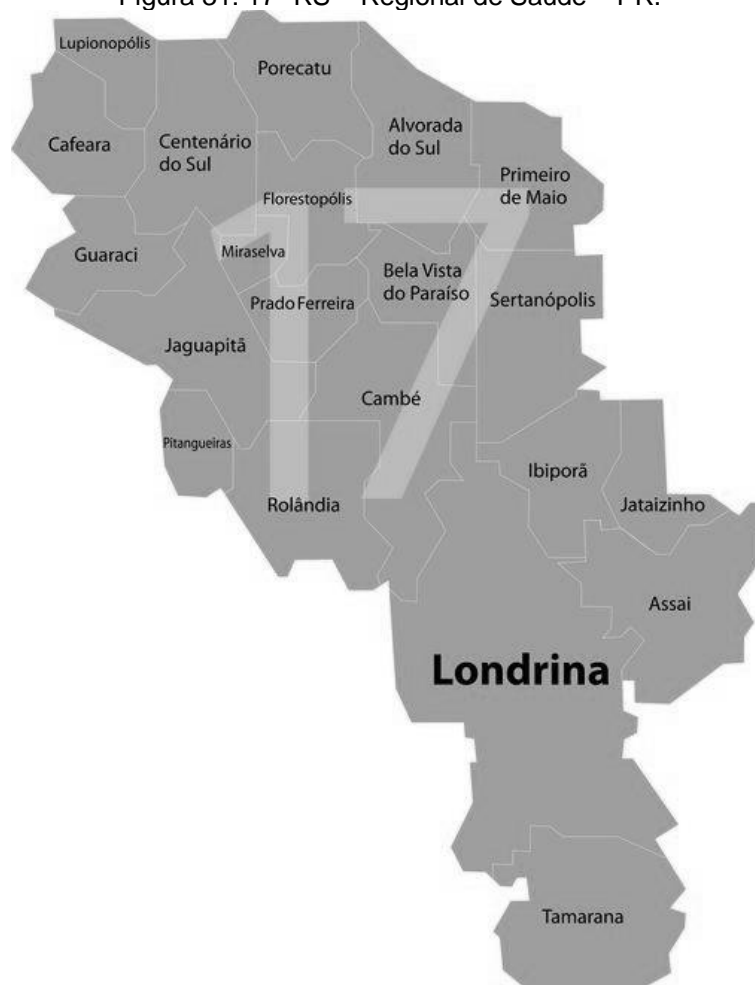 Lupionopólis
Porecatu
Cafeara
Centenário
do Sul
Alvorada
do Sul
Primeiro
de Maio
Florestopólis
17
Guaraci
Miraselva
Bela Vista
do Paraíso
Prado Ferreira
Sertanópolis
Jaguapitã
Cambé
Pitangueiras
Ibiporã
Rolândia
Jataizinho
Assai
Londrina
Tamarana